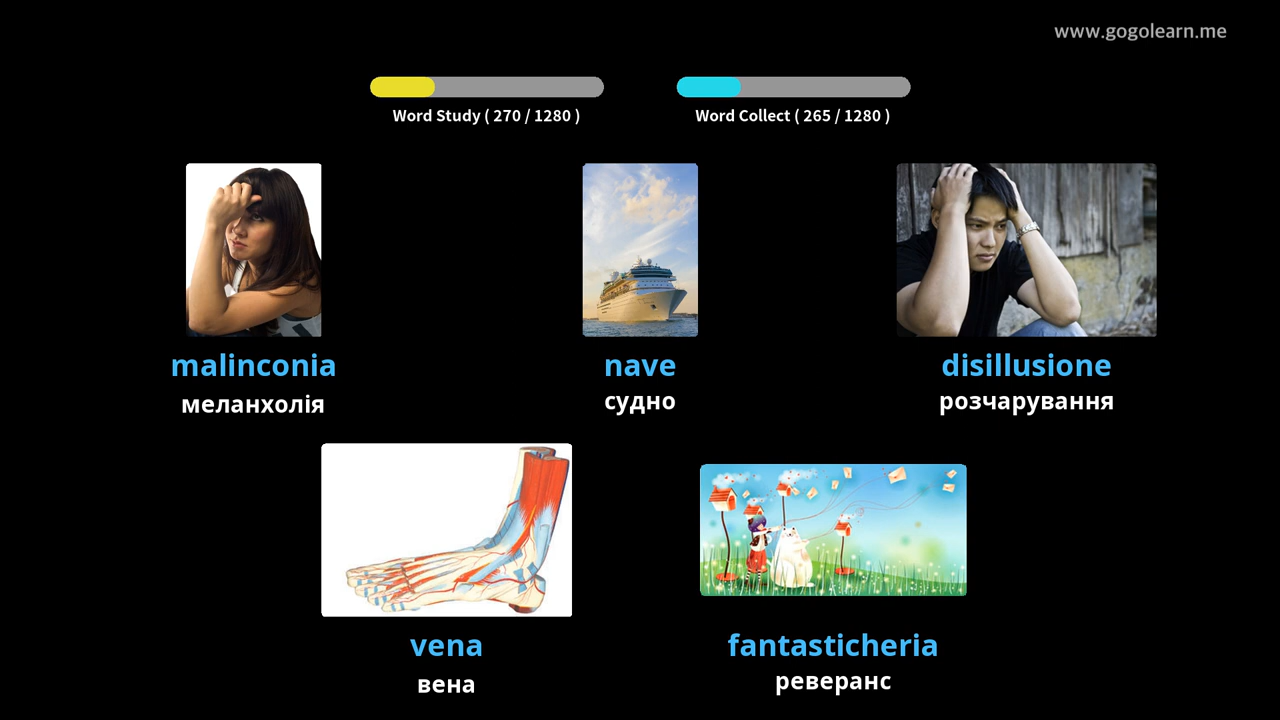 www.gogolearn.me
Word Study ( 270 / 1280 )
Word Collect ( 265 / 1280 )
malinconia
меланхолія
nave
судно
disillusione
розчарування
vena
вена
fantasticheria
реверанс